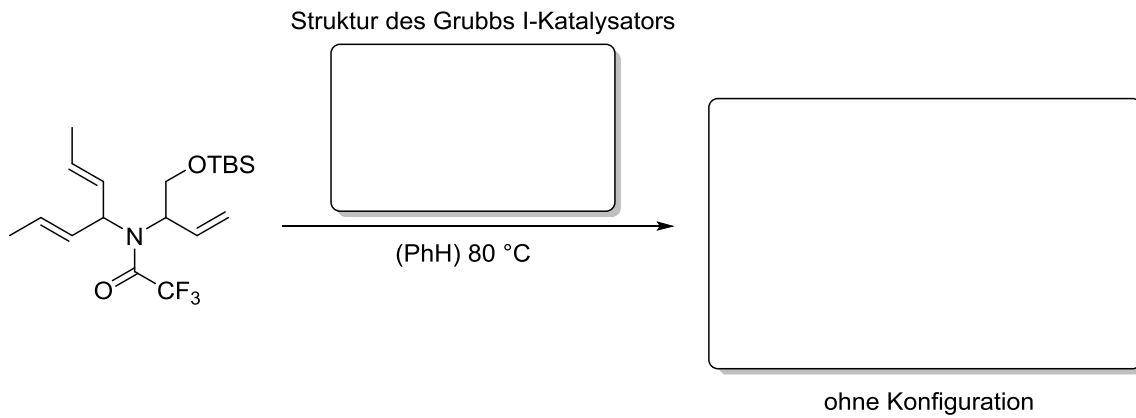 Struktur des Grubbs I-Katalysators
OTBS
N
O
CF3
(PhH) 80 °C
ohne Konfiguration